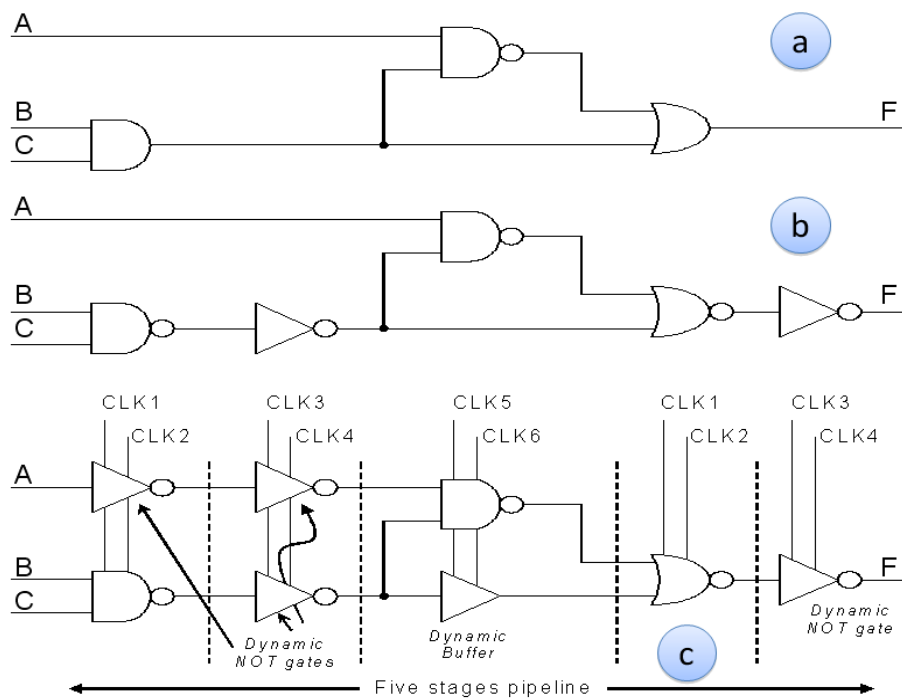 A
a
B
F
C
A
b
B
F
C
CLK1 CLK3 CLK5 CLK1 CLK3
CLK2 CLK4 CLK6 CLK2 CLK4
A
B
F
C
Dynamic
NOT gates
Dynamic
Buffer
c
Dynamic
NOT gate
Five stages pipeline